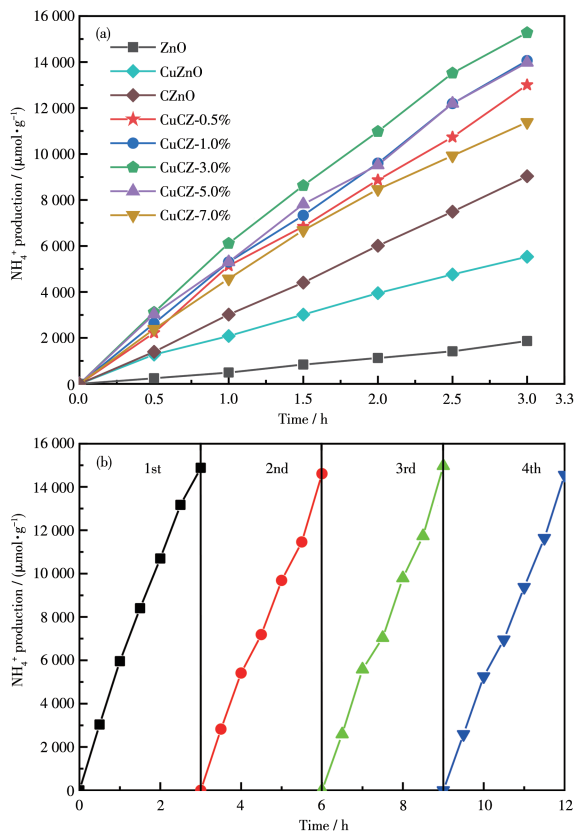 (a)
ZnO
CuZnO
CZnO
CuCZ-0.5%
CuCZ-1.0%
CuCZ-3.0%
CuCZ-5.0%
CuCZ-7.0%
16 000
14 000
12 000
10 000
8 000
6 000
4 000
2 000
0
NH₄⁺ production / (μmol·g⁻¹)
0.0 0.5 1.0 1.5 2.0 2.5 3.0 3.3
Time / h
(b) 1st 2nd 3rd 4th
16 000
14 000
12 000
10 000
8 000
6 000
4 000
2 000
0
NH₄⁺ production / (μmol·g⁻¹)
0 2 4 6 8 10 12
Time / h